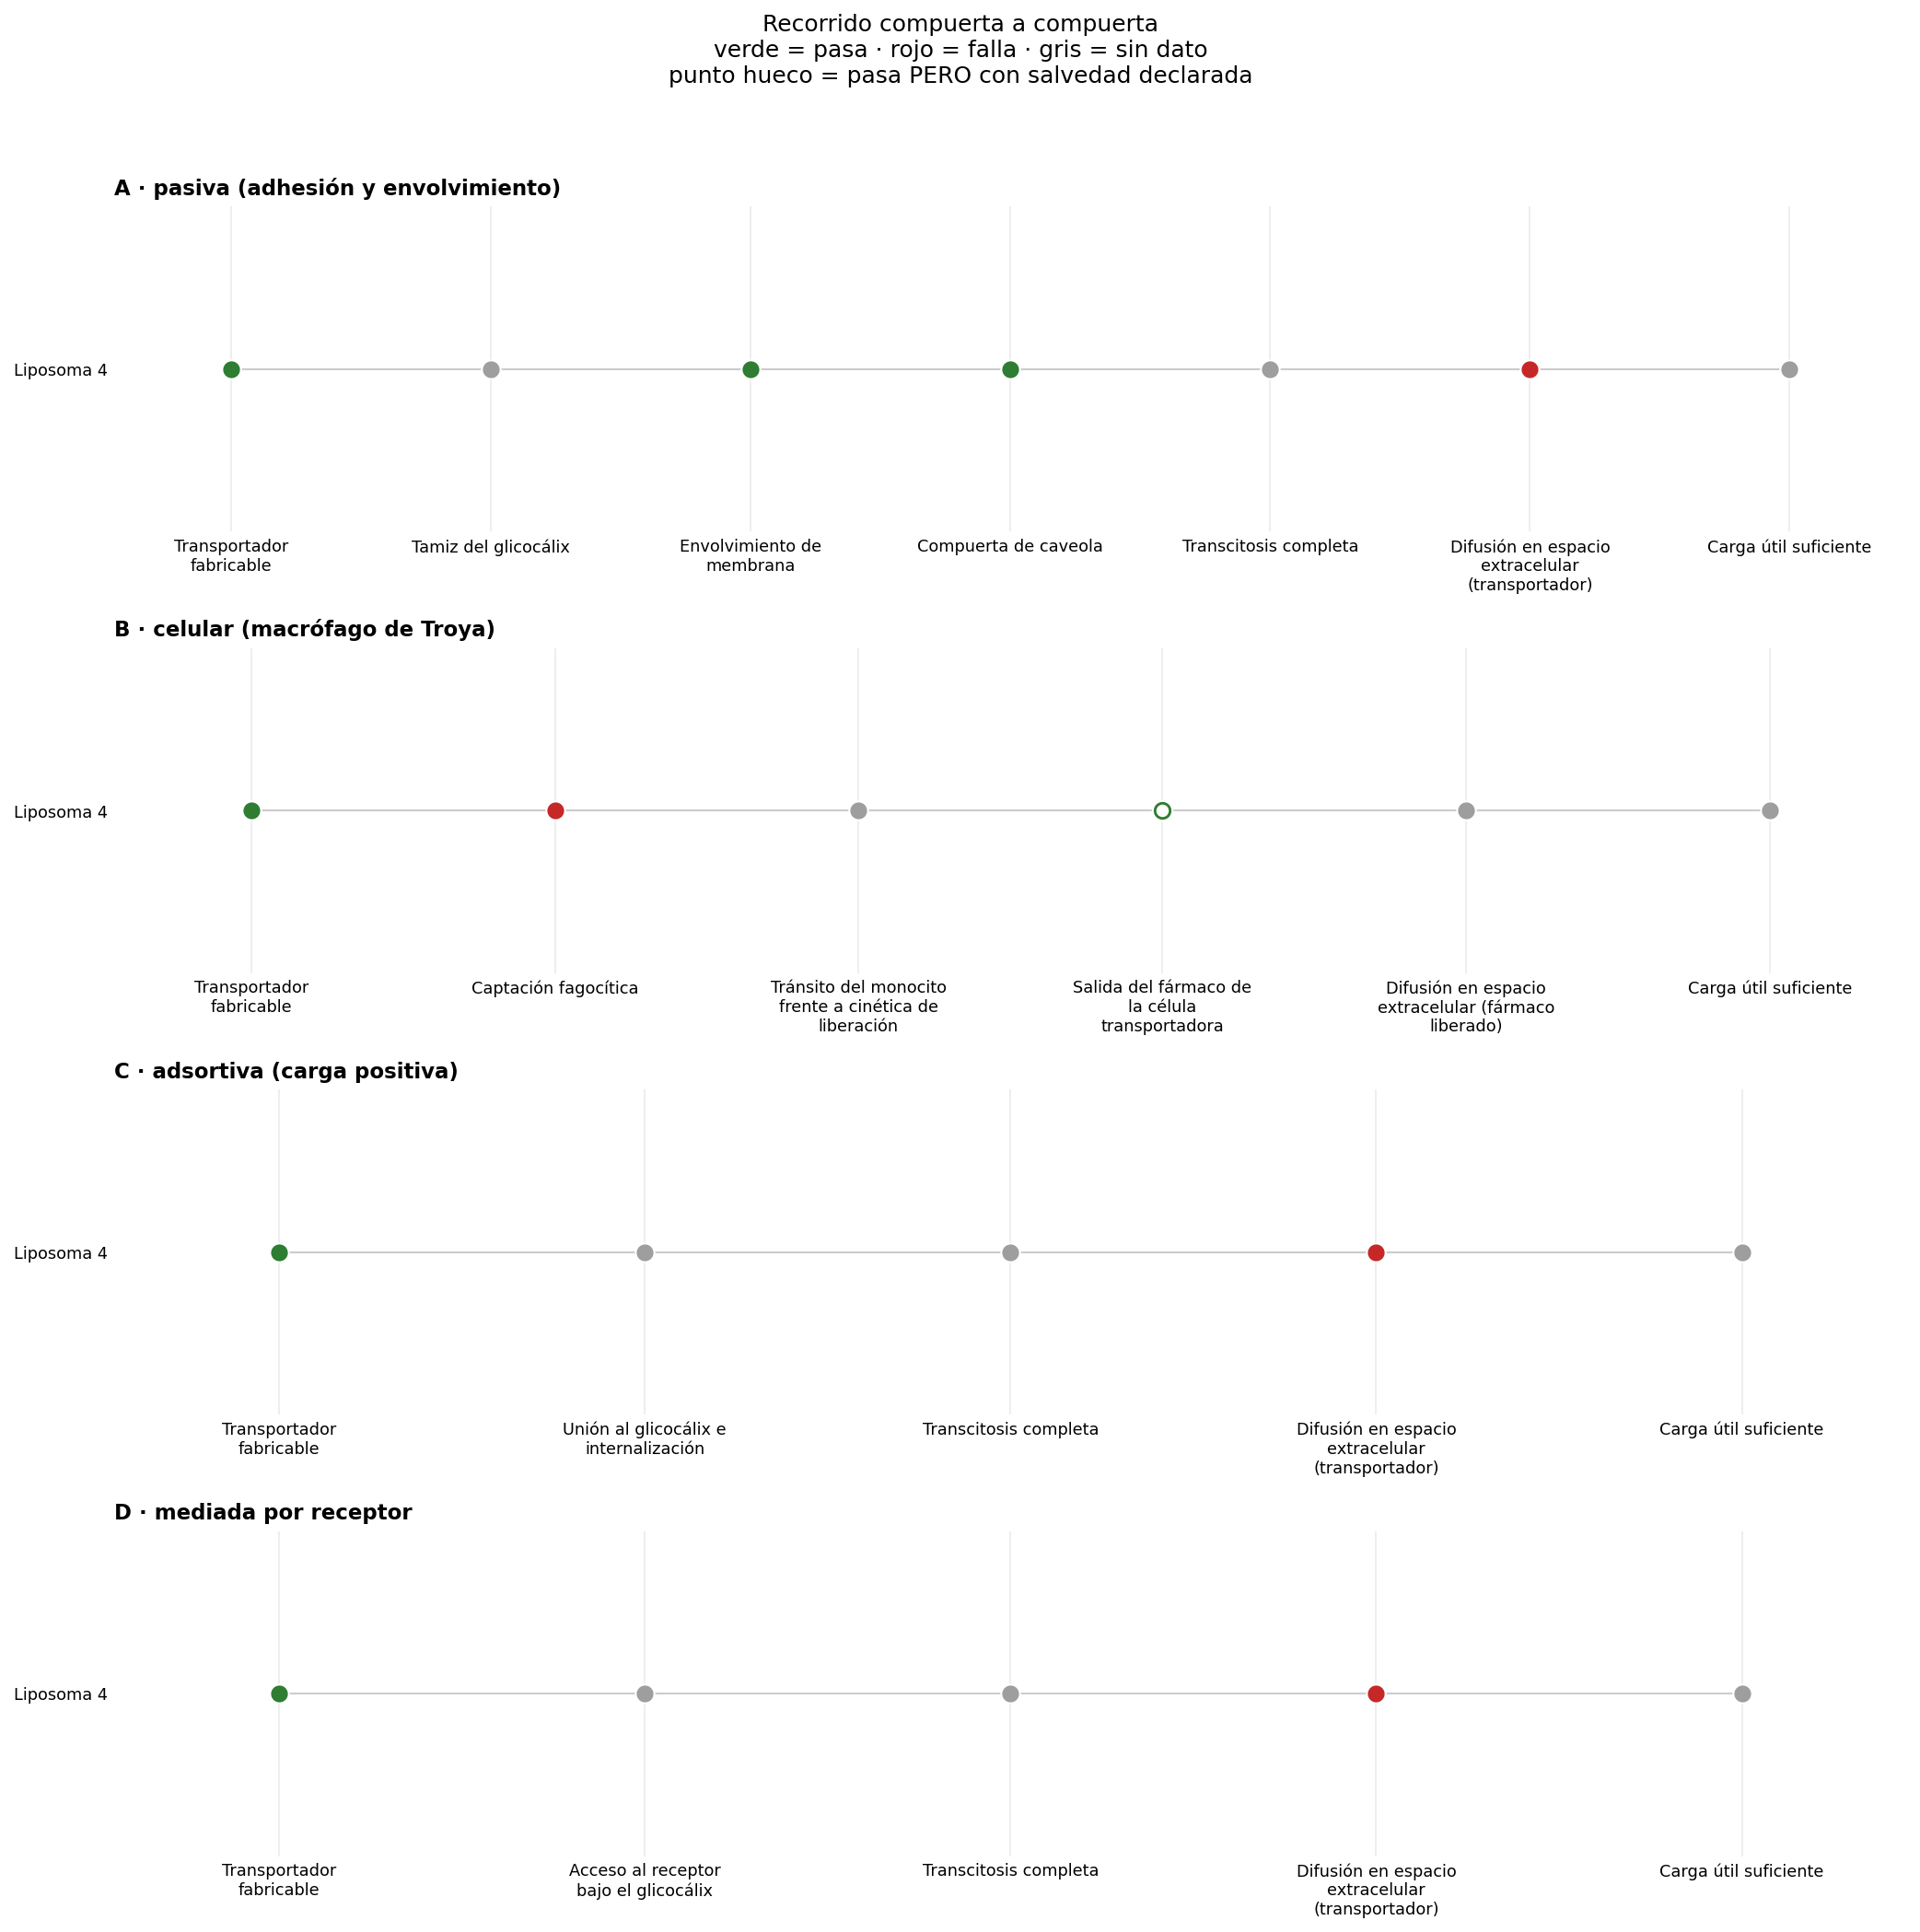 Recorrido compuerta a compuerta
verde = pasa · rojo = falla · gris = sin dato
punto hueco = pasa PERO con salvedad declarada
A · pasiva (adhesión y envolvimiento)
Liposoma 4
Transportador
fabricable
Tamiz del glicocálix
Envolvimiento de
membrana
Compuerta de caveola
Transcitosis completa
Difusión en espacio
extracelular
(transportador)
Carga útil suficiente
B · celular (macrófago de Troya)
Liposoma 4
Transportador
fabricable
Captación fagocítica
Tránsito del monocito
frente a cinética de
liberación
Salida del fármaco de
la célula
transportadora
Difusión en espacio
extracelular (fármaco
liberado)
Carga útil suficiente
C · adsortiva (carga positiva)
Liposoma 4
Transportador
fabricable
Unión al glicocálix e
internalización
Transcitosis completa
Difusión en espacio
extracelular
(transportador)
Carga útil suficiente
D · mediada por receptor
Liposoma 4
Transportador
fabricable
Acceso al receptor
bajo el glicocálix
Transcitosis completa
Difusión en espacio
extracelular
(transportador)
Carga útil suficiente